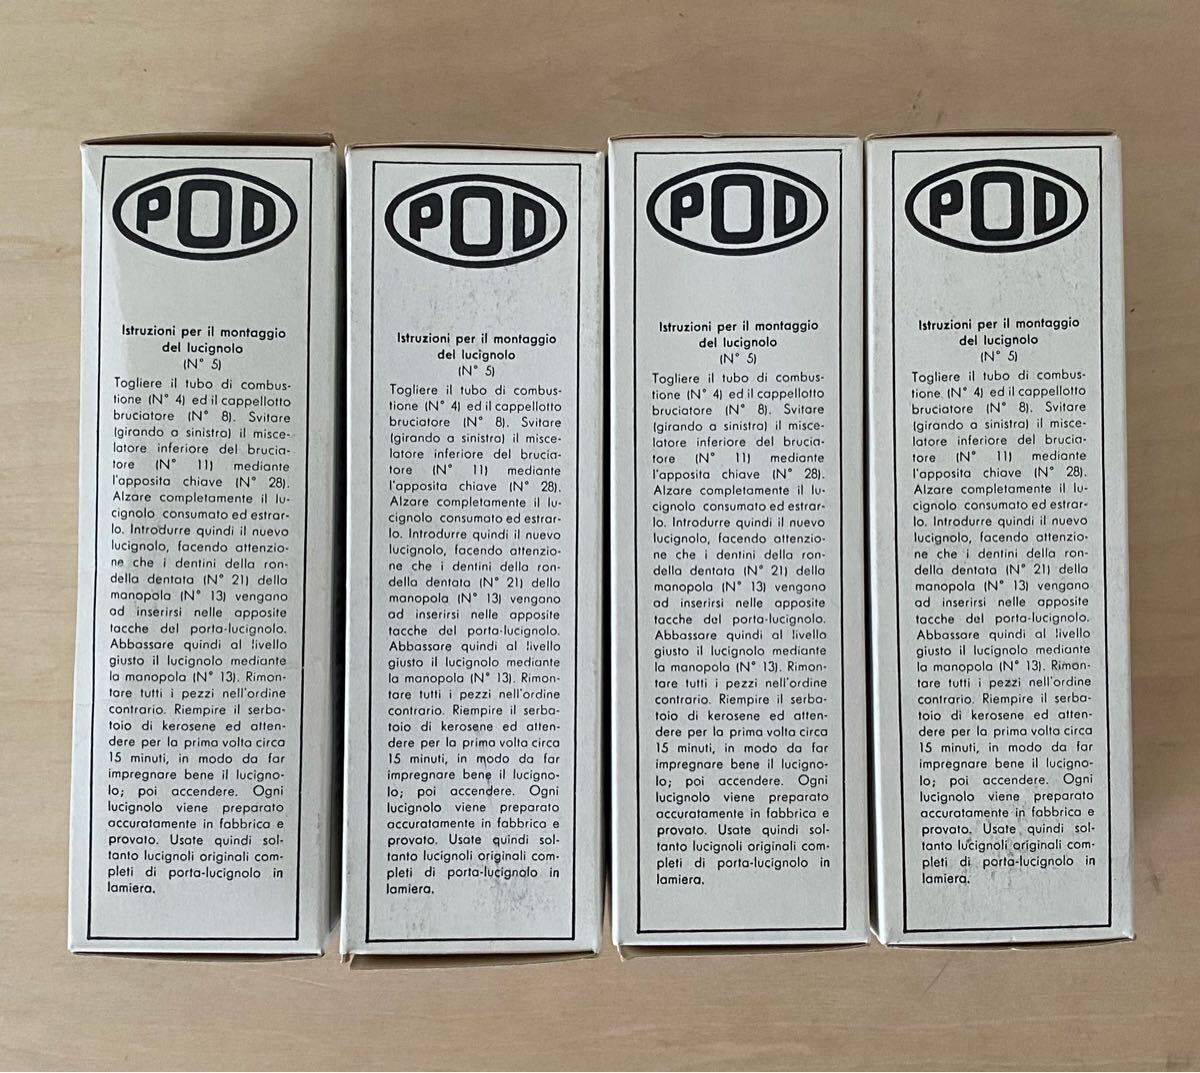 POD
Istruzioni per il montaggio
del lucignolo
(N° 5)
Togliere il tubo di combus-
tione (N° 4) ed il cappellotto
bruciatore (N° 8). Svitare
(girando a sinistra) il misce-
latore inferiore del brucia-
tore (N° 11) mediante
l'apposita chiave (N° 28).
Alzare completamente il lu-
cignolo consumato ed estrar-
lo. Introdurre quindi il nuovo
lucignolo, facendo attenzio-
ne che i dentini della ron-
della dentata (N° 21) della
manopola (N° 13) vengano
ad inserirsi nelle apposite
tacche del porta-lucignolo.
Abbassare quindi al livello
giusto il lucignolo mediante
la manopola (N° 13). Rimon-
tare tutti i pezzi nell'ordine
contrario. Riempire il serba-
toio di kerosene ed atten-
dere per la prima volta circa
15 minuti, in modo da far
impregnare bene il lucigno-
lo; poi accendere. Ogni
lucignolo viene preparato
accuratamente in fabbrica e
provato. Usate quindi sol-
tanto lucignoli originali com-
pleti di porta-lucignolo in
lamiera.
POD
Istruzioni per il montaggio
del lucignolo
(N° 5)
Togliere il tubo di combus-
tione (N° 4) ed il cappellotto
bruciatore (N° 8). Svitare
(girando a sinistra) il misce-
latore inferiore del brucia-
tore (N° 11) mediante
l'apposita chiave (N° 28).
Alzare completamente il lu-
cignolo consumato ed estrar-
lo. Introdurre quindi il nuovo
lucignolo, facendo attenzio-
ne che i dentini della ron-
della dentata (N° 21) della
manopola (N° 13) vengano
ad inserirsi nelle apposite
tacche del porta-lucignolo.
Abbassare quindi al livello
giusto il lucignolo mediante
la manopola (N° 13). Rimon-
tare tutti i pezzi nell'ordine
contrario. Riempire il serba-
toio di kerosene ed atten-
dere per la prima volta circa
15 minuti, in modo da far
impregnare bene il lucigno-
lo; poi accendere. Ogni
lucignolo viene preparato
accuratamente in fabbrica e
provato. Usate quindi sol-
tanto lucignoli originali com-
pleti di porta-lucignolo in
lamiera.
POD
Istruzioni per il montaggio
del lucignolo
(N° 5)
Togliere il tubo di combus-
tione (N° 4) ed il cappellotto
bruciatore (N° 8). Svitare
(girando a sinistra) il misce-
latore inferiore del brucia-
tore (N° 11) mediante
l'apposita chiave (N° 28).
Alzare completamente il lu-
cignolo consumato ed estrar-
lo. Introdurre quindi il nuovo
lucignolo, facendo attenzio-
ne che i dentini della ron-
della dentata (N° 21) della
manopola (N° 13) vengano
ad inserirsi nelle apposite
tacche del porta-lucignolo.
Abbassare quindi al livello
giusto il lucignolo mediante
la manopola (N° 13). Rimon-
tare tutti i pezzi nell'ordine
contrario. Riempire il serba-
toio di kerosene ed atten-
dere per la prima volta circa
15 minuti, in modo da far
impregnare bene il lucigno-
lo; poi accendere. Ogni
lucignolo viene preparato
accuratamente in fabbrica e
provato. Usate quindi sol-
tanto lucignoli originali com-
pleti di porta-lucignolo in
lamiera.
POD
Istruzioni per il montaggio
del lucignolo
(N° 5)
Togliere il tubo di combus-
tione (N° 4) ed il cappellotto
bruciatore (N° 8). Svitare
(girando a sinistra) il misce-
latore inferiore del brucia-
tore (N° 11) mediante
l'apposita chiave (N° 28).
Alzare completamente il lu-
cignolo consumato ed estrar-
lo. Introdurre quindi il nuovo
lucignolo, facendo attenzio-
ne che i dentini della ron-
della dentata (N° 21) della
manopola (N° 13) vengano
ad inserirsi nelle apposite
tacche del porta-lucignolo.
Abbassare quindi al livello
giusto il lucignolo mediante
la manopola (N° 13). Rimon-
tare tutti i pezzi nell'ordine
contrario. Riempire il serba-
toio di kerosene ed atten-
dere per la prima volta circa
15 minuti, in modo da far
impregnare bene il lucigno-
lo; poi accendere. Ogni
lucignolo viene preparato
accuratamente in fabbrica e
provato. Usate quindi sol-
tanto lucignoli originali com-
pleti di porta-lucignolo in
lamiera.